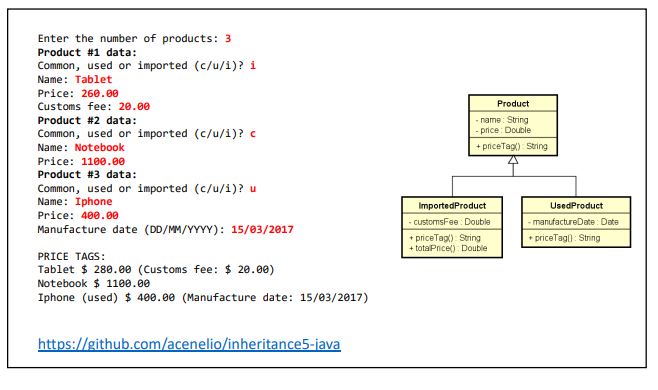 Enter the number of products: 3
Product #1 data:
Common, used or imported (c/u/i)? i
Name: Tablet
Price: 260.00
Customs fee: 20.00
Product #2 data:
Common, used or imported (c/u/i)? c
Name: Notebook
Price: 1100.00
Product #3 data:
Common, used or imported (c/u/i)? u
Name: Iphone
Price: 400.00
Manufacture date (DD/MM/YYYY): 15/03/2017
PRICE TAGS:
Tablet $ 280.00 (Customs fee: $ 20.00)
Notebook $ 1100.00
Iphone (used) $ 400.00 (Manufacture date: 15/03/2017)
https://github.com/acenelio/inheritance5-java
Product
- name : String
- price : Double
+ priceTag() : String
ImportedProduct
- customsFee : Double
+ priceTag() : String
+ totalPrice() : Double
UsedProduct
- manufactureDate : Date
+ priceTag() : String